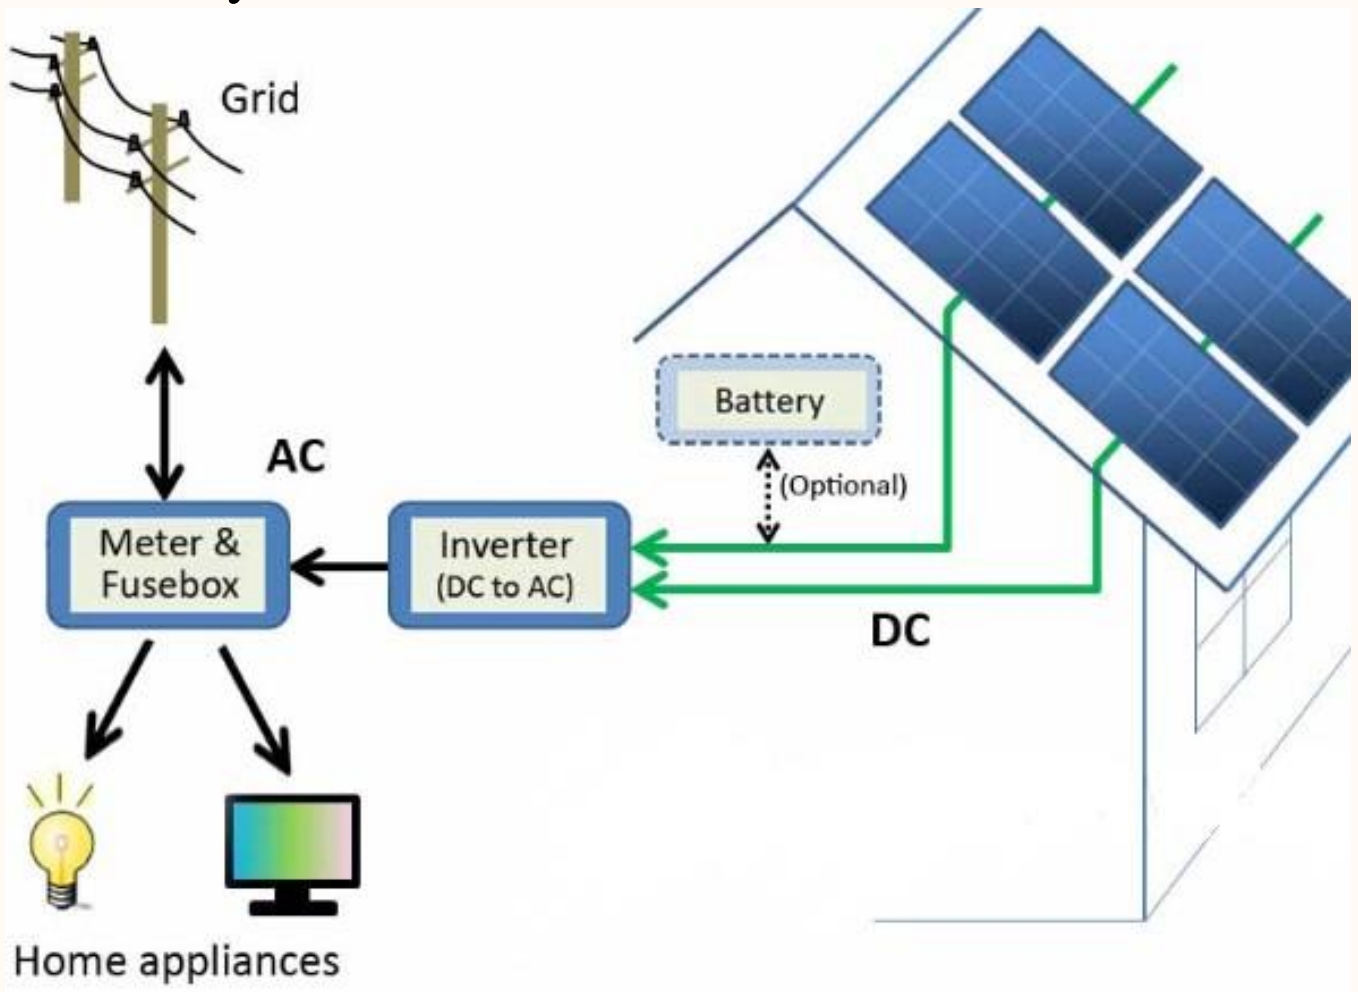 Grid
Battery
(Optional)
AC
Meter &
Fusebox
Inverter
(DC to AC)
DC
Home appliances